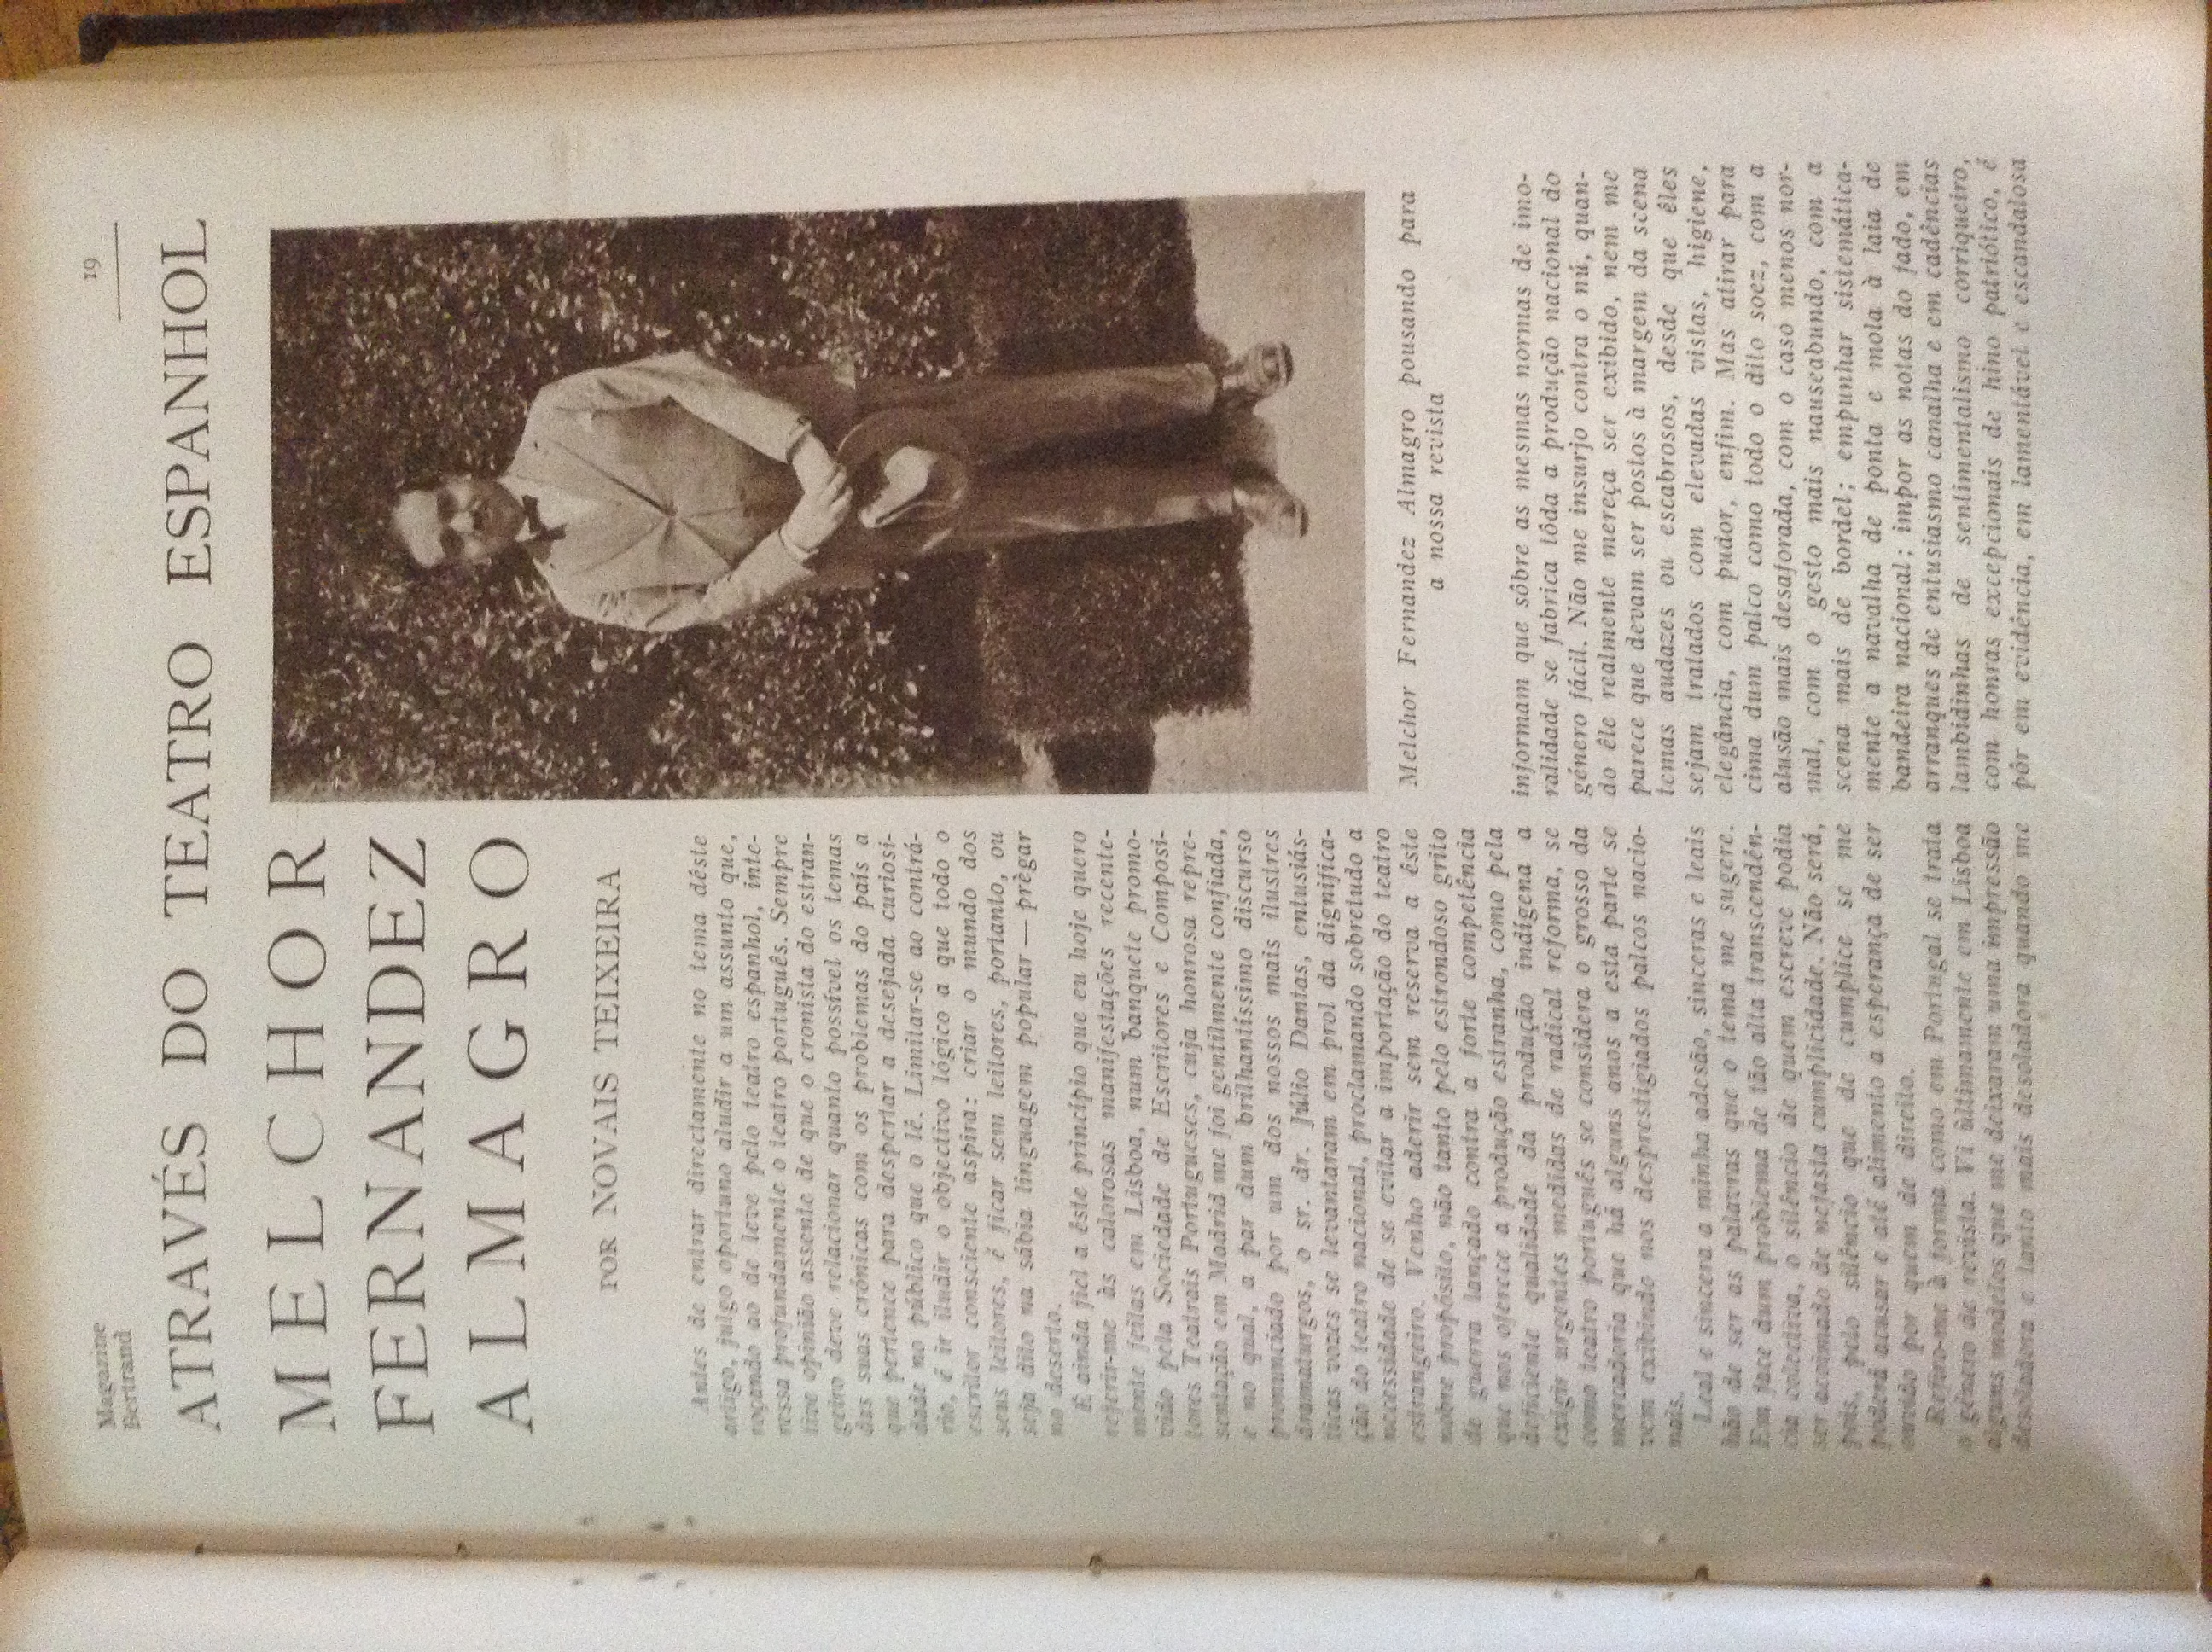 Magazine
Bertrand
19
ATRAVÉS DO TEATRO ESPANHOL
MELCHOR
FERNANDEZ
ALMAGRO
POR NOVAIS TEIXEIRA
Antes de entrar directamente no tema dêste
artigo, julgo oportuno aludir a um assunto que,
roçando ao de leve pelo teatro espanhol, inte-
ressa profundamente o teatro português. Sempre
tive opinião assente de que o cronista do estran-
geiro deve relacionar quanto possível os temas
das suas crónicas com os problemas do país a
que pertence para despertar a desejada curiosi-
dade no público que o lê. Limitar-se ao contrá-
rio, é ir iludir o objectivo lógico a que todo o
escritor consciente aspira: criar o mundo dos
seus leitores, é ficar sem leitores, portanto, ou
seja dito na sábia linguagem popular — prègar
no deserto.
É ainda fiel a êste princípio que eu hoje quero
referir-me às calorosas manifestações recente-
mente feitas em Lisboa, num banquete promo-
vido pela Sociedade de Escritores e Composi-
tores Teatrais Portugueses, cuja honrosa repre-
sentação em Madrid me foi gentilmente confiada,
e no qual, a par dum brilhantíssimo discurso
pronunciado por um dos nossos mais ilustres
dramaturgos, o sr. dr. Júlio Dantas, entusiás-
ticas vozes se levantaram em prol da dignifica-
ção do teatro nacional, proclamando sobretudo a
necessidade de se evitar a importação do teatro
estrangeiro. Venho aderir sem reserva a êste
nobre propósito, não tanto pelo estrondoso grito
de guerra lançado contra a forte competência
que nos oferece a produção estranha, como pela
deficiente qualidade da produção indígena a
exigir urgentes medidas de radical reforma, se
como teatro português se considera o grosso da
mercadoria que há alguns anos a esta parte se
vem exibindo nos desprestigiados palcos nacio-
nais.
Leal e sincera a minha adesão, sinceras e leais
hão de ser as palavras que o tema me sugere.
Em face dum problema de tão alta transcendên-
cia colectiva, o silêncio de quem escreve podia
ser acoimado de nefasta cumplicidade. Não será,
pois, pelo silêncio que de cumplice se me
poderá acusar e até alimento a esperança de ser
ouvido por quem de direito.
Refiro-me à forma como em Portugal se trata
o género de revista. Vi ùltimamente em Lisboa
alguns modelos que me deixaram uma impressão
desoladora e tanto mais desoladora quando me
Melchor Fernandez Almagro pousando para
a nossa revista
informam que sôbre as mesmas normas de imo-
ralidade se fabrica tôda a produção nacional do
género fácil. Não me insurjo contra o nú, quan-
do êle realmente mereça ser exibido, nem me
parece que devam ser postos à margem da scena
temas audazes ou escabrosos, desde que êles
sejam tratados com elevadas vistas, higiene,
elegância, com pudor, enfim. Mas atirar para
cima dum palco como todo o dito soez, com a
alusão mais desaforada, com o caso menos nor-
mal, com o gesto mais nauseabundo, com a
scena mais de bordel; empunhar sistemática-
mente a navalha de ponta e mola à laia de
bandeira nacional; impor as notas do fado, em
arranques de entusiasmo canalha e em cadências
lambidinhas de sentimentalismo corriqueiro,
com honras excepcionais de hino patriótico, é
pôr em evidência, em lamentável e escandalosa